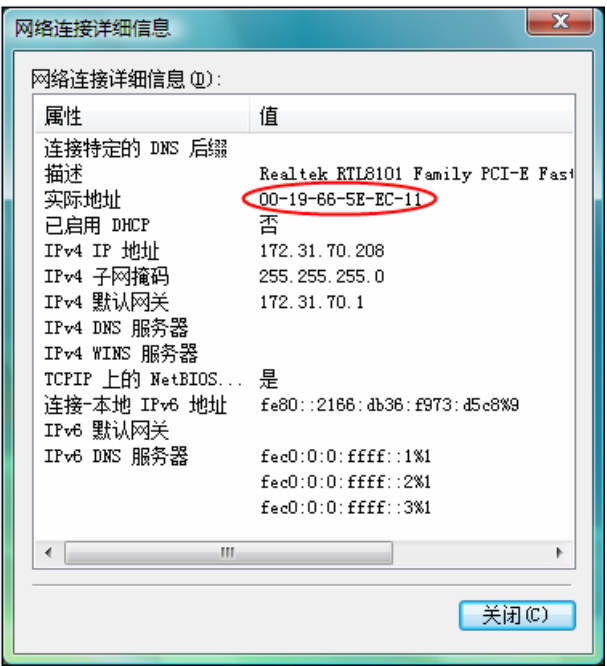 网络连接详细信息
网络连接详细信息(D):
属性 值
连接特定的 DNS 后缀
描述 Realtek RTL8101 Family PCI-E Fast
实际地址 00-19-66-5E-EC-11
已启用 DHCP 否
IPv4 IP 地址 172.31.70.208
IPv4 子网掩码 255.255.255.0
IPv4 默认网关 172.31.70.1
IPv4 DNS 服务器
IPv4 WINS 服务器
TCPIP 上的 NetBIOS... 是
连接-本地 IPv6 地址 fe80::2166:db36:f973:d5c8%9
IPv6 默认网关
IPv6 DNS 服务器 fec0:0:0:ffff::1%1
fec0:0:0:ffff::2%1
fec0:0:0:ffff::3%1
关闭(C)